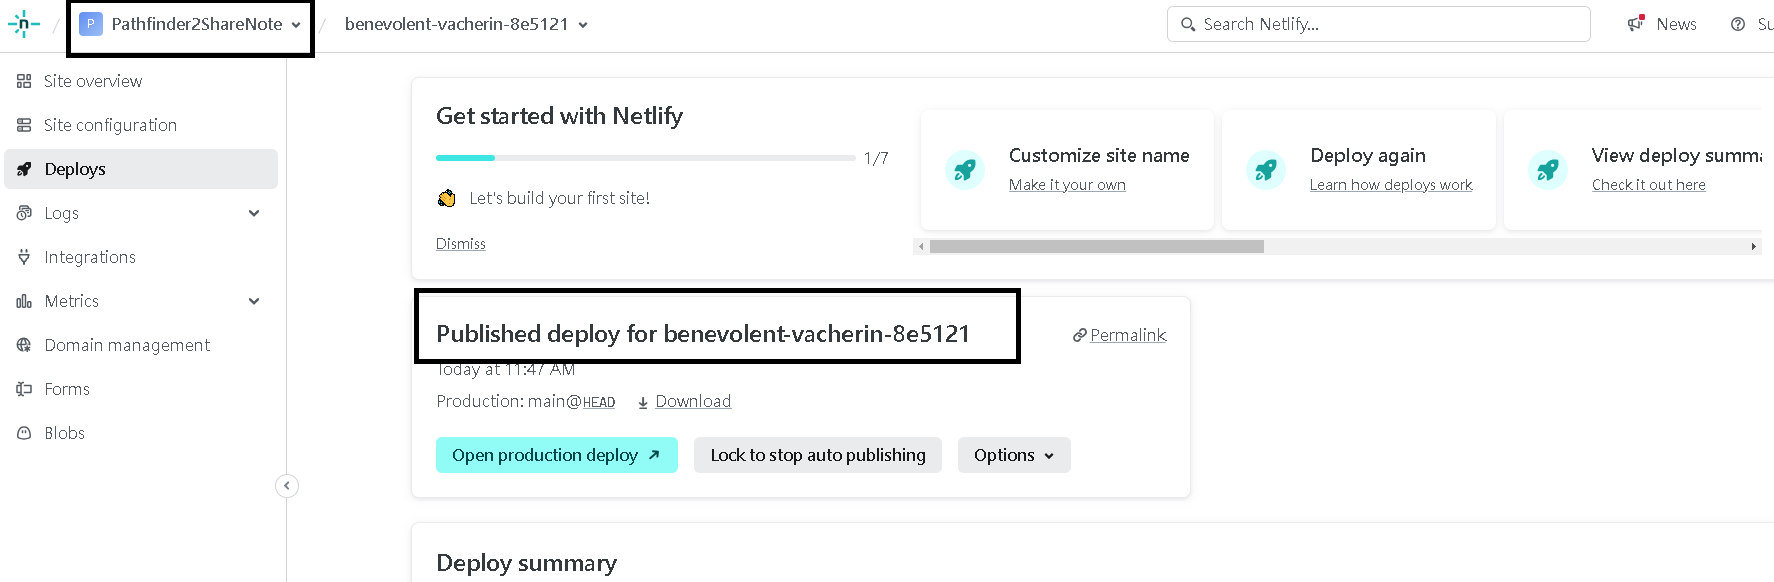 n / P Pathfinder2ShareNote / benevolent-vacherin-8e5121
Search Netlify...
News
Su
Site overview
Site configuration
Deploys
Logs
Integrations
Metrics
Domain management
Forms
Blobs
Get started with Netlify
1/7
Let's build your first site!
Dismiss
Customize site name
Make it your own
Deploy again
Learn how deploys work
View deploy summa
Check it out here
Published deploy for benevolent-vacherin-8e5121
Permalink
Today at 11:47 AM
Production: main@HEAD Download
Open production deploy
Lock to stop auto publishing
Options
Deploy summary